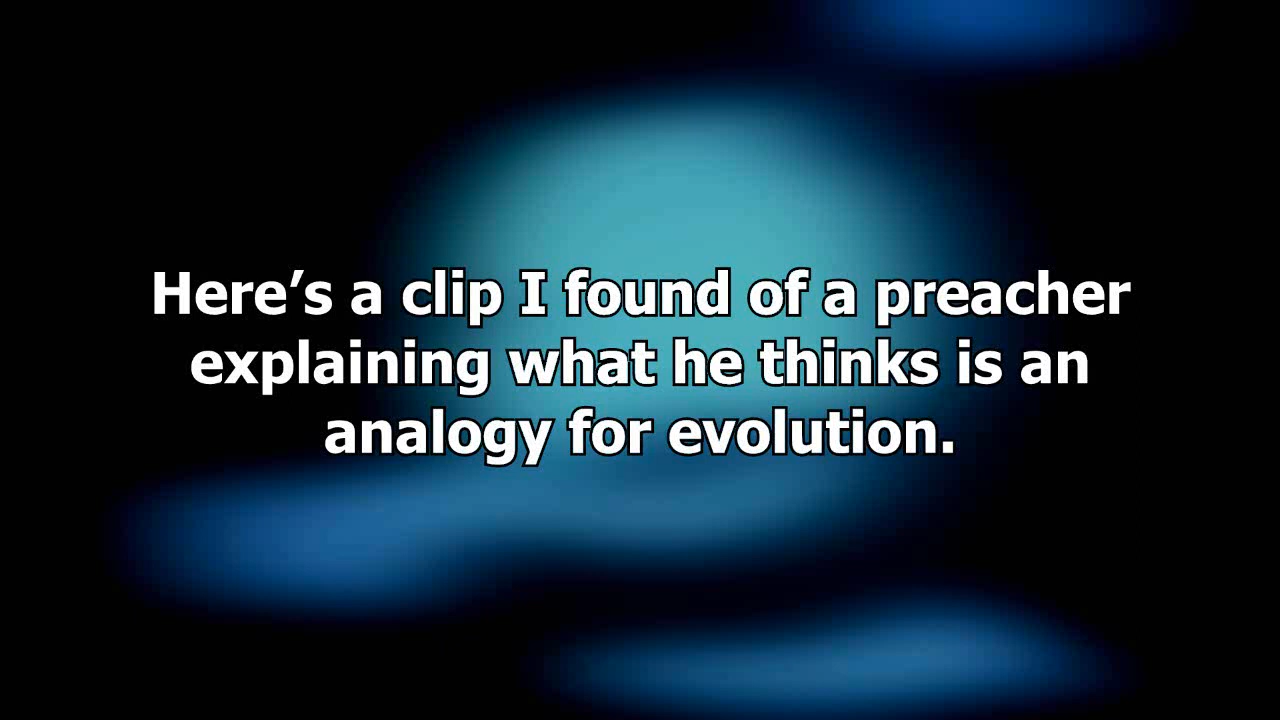 Here’s a clip I found of a preacher
explaining what he thinks is an
analogy for evolution.